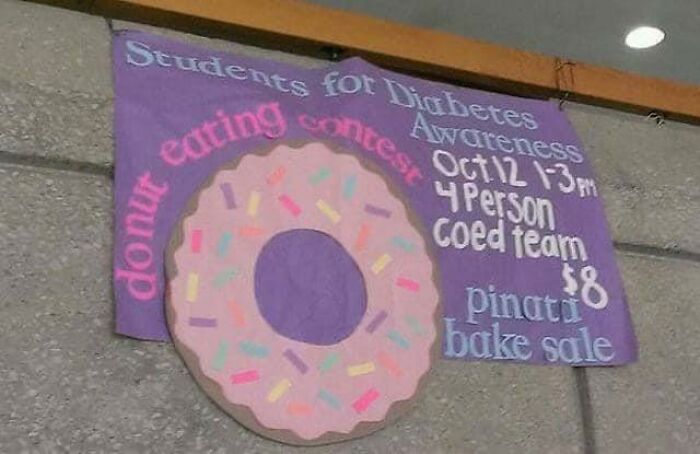 Students for Diabetes
Awareness
donut eating contest
Oct 12 1-3pm
4 Person
coed team
$8
pinata
bake sale